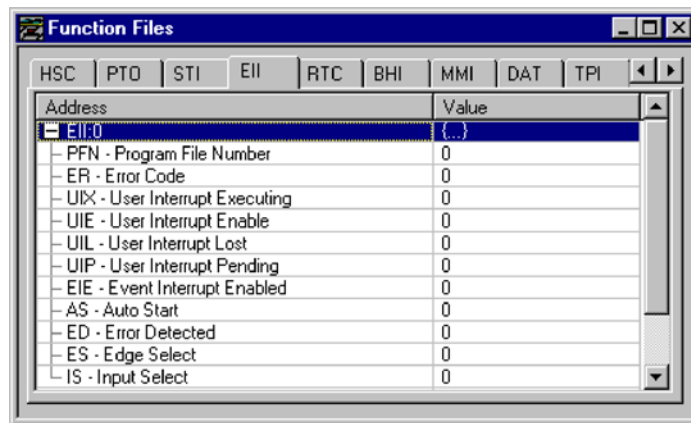 Function Files
HSC PTO STI EII RTC BHI MMI DAT TPI
Address Value
EII:0 {...}
PFN - Program File Number 0
ER - Error Code 0
UIX - User Interrupt Executing 0
UIE - User Interrupt Enable 0
UIL - User Interrupt Lost 0
UIP - User Interrupt Pending 0
EIE - Event Interrupt Enabled 0
AS - Auto Start 0
ED - Error Detected 0
ES - Edge Select 0
IS - Input Select 0